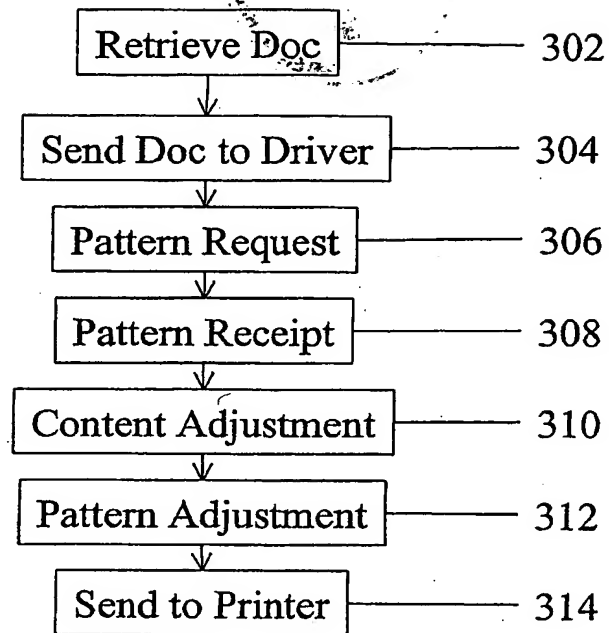 Retrieve Doc 302
Send Doc to Driver 304
Pattern Request 306
Pattern Receipt 308
Content Adjustment 310
Pattern Adjustment 312
Send to Printer 314